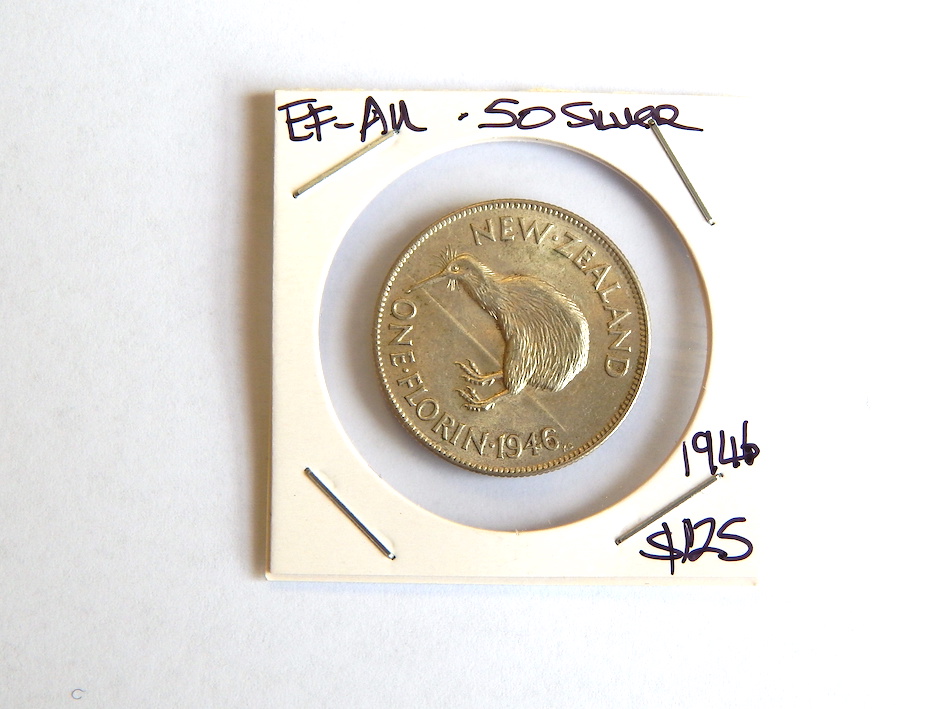 EF-AU .50 SILVER
NEW·ZEALAND
ONE·FLORIN·1946
1946
$125